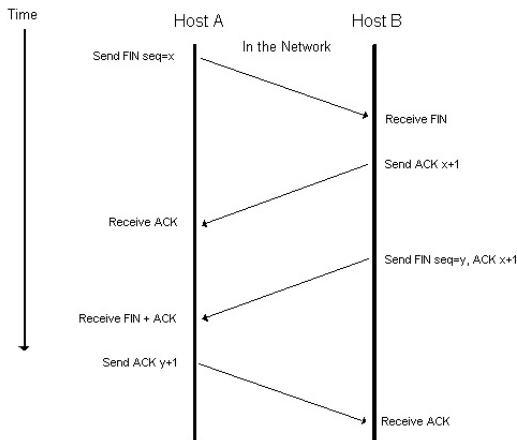 Time
Host A
Host B
In the Network
Send FIN seq=x
Receive FIN
Send ACK x+1
Receive ACK
Send FIN seq=y, ACK x+1
Receive FIN + ACK
Send ACK y+1
Receive ACK